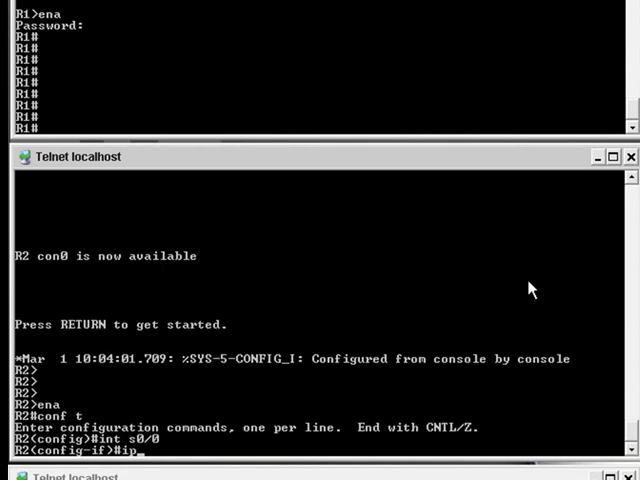 R1>ena
Password:
R1#
R1#
R1#
R1#
R1#
R1#
R1#
R1#
R1#
Telnet localhost
R2 con0 is now available
Press RETURN to get started.
*Mar  1 10:04:01.709: %SYS-5-CONFIG_I: Configured from console by console
R2>
R2>
R2>
R2>ena
R2#conf t
Enter configuration commands, one per line.  End with CNTL/Z.
R2(config)#int s0/0
R2(config-if)#ip_
Telnet localhost